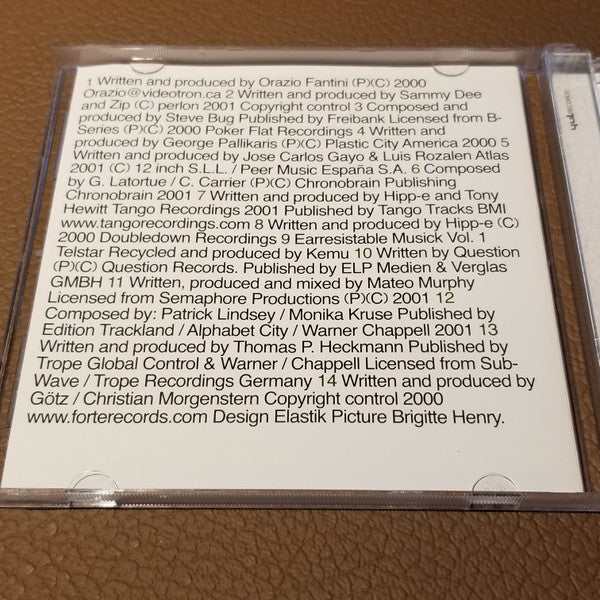 1 Written and produced by Orazio Fantini (P)(C) 2000
Orazio@videotron.ca 2 Written and produced by Sammy Dee
and Zip (C) perlon 2001 Copyright control 3 Composed and
produced by Steve Bug Published by Freibank Licensed from B-
Series (P)(C) 2000 Poker Flat Recordings 4 Written and
produced by George Pallikaris (P)(C) Plastic City America 2000 5
Written and produced by Jose Carlos Gayo & Luis Rozalen Atlas
2001 (C) 12 inch S.L.L. / Peer Music España S.A. 6 Composed
by G. Latortue / C. Carrier (P)(C) Chronobrain Publishing
Chronobrain 2001 7 Written and produced by Hipp-e and Tony
Hewitt Tango Recordings 2001 Published by Tango Tracks BMI
www.tangorecordings.com 8 Written and produced by Hipp-e (C)
2000 Doubledown Recordings 9 Earresistable Musick Vol. 1
Telstar Recycled and produced by Kemu 10 Written by Question
(P)(C) Question Records. Published by ELP Medien & Verglas
GMBH 11 Written, produced and mixed by Mateo Murphy
Licensed from Semaphore Productions (P)(C) 2001 12
Composed by: Patrick Lindsey / Monika Kruse Published by
Edition Trackland / Alphabet City / Warner Chappell 2001 13
Written and produced by Thomas P. Heckmann Published by
Trope Global Control & Warner / Chappell Licensed from Sub-
Wave / Trope Recordings Germany 14 Written and produced by
Götz / Christian Morgenstern Copyright control 2000
www.forterecords.com Design Elastik Picture Brigitte Henry.